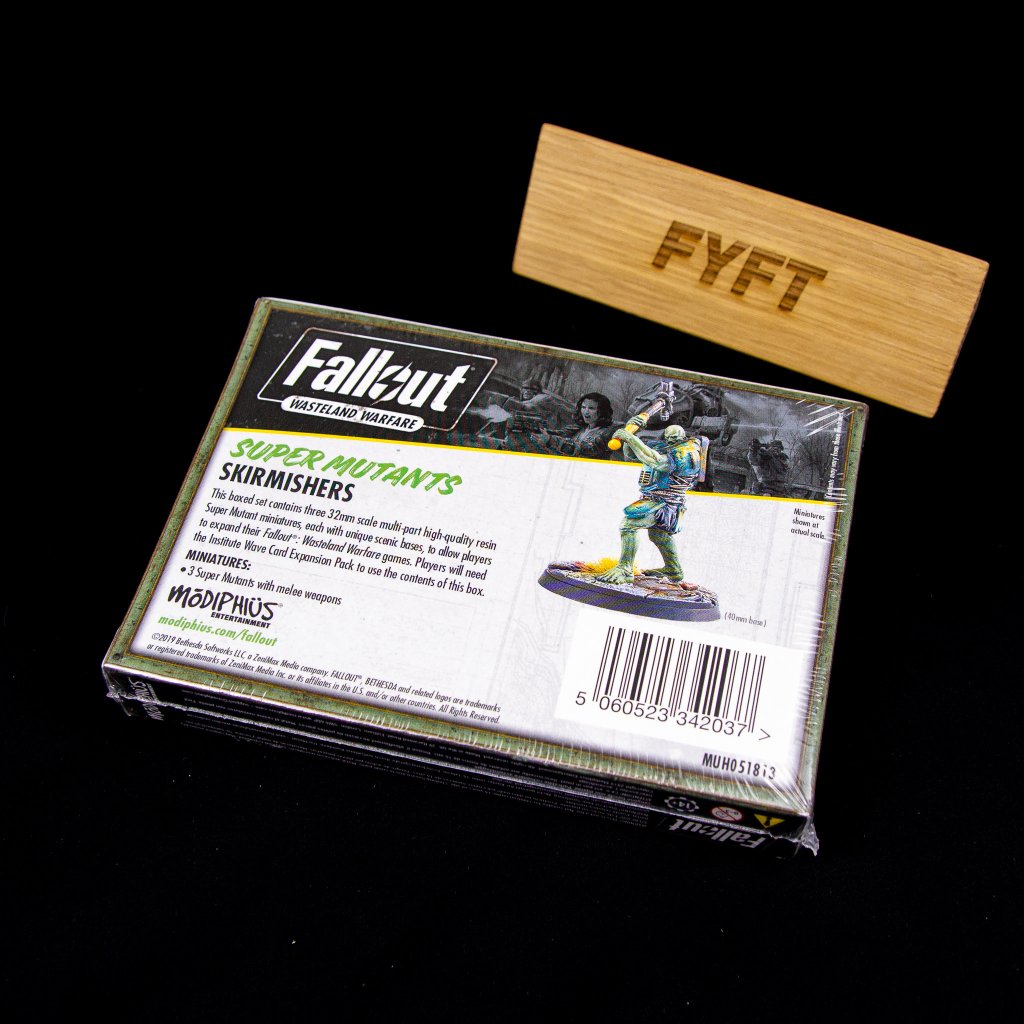 FYFT
Fallout®
WASTELAND WARFARE
SUPER MUTANTS
SKIRMISHERS
This boxed set contains three 32mm scale multi-part high-quality resin
Super Mutant miniatures, each with unique scenic bases, to allow players
to expand their Fallout®: Wasteland Warfare games. Players will need
the Institute Wave Card Expansion Pack to use the contents of this box.
MINIATURES:
• 3 Super Mutants with melee weapons
MÖDIPHIÜS®
ENTERTAINMENT
modiphius.com/fallout
©2019 Bethesda Softworks LLC, a ZeniMax Media company. FALLOUT®, BETHESDA and related logos are trademarks
or registered trademarks of ZeniMax Media Inc. or its affiliates in the U.S. and/or other countries. All Rights Reserved.
Miniatures
shown at
actual scale.
(40mm base)
5 060523 342037 >
MUH051813
14+
Fallout